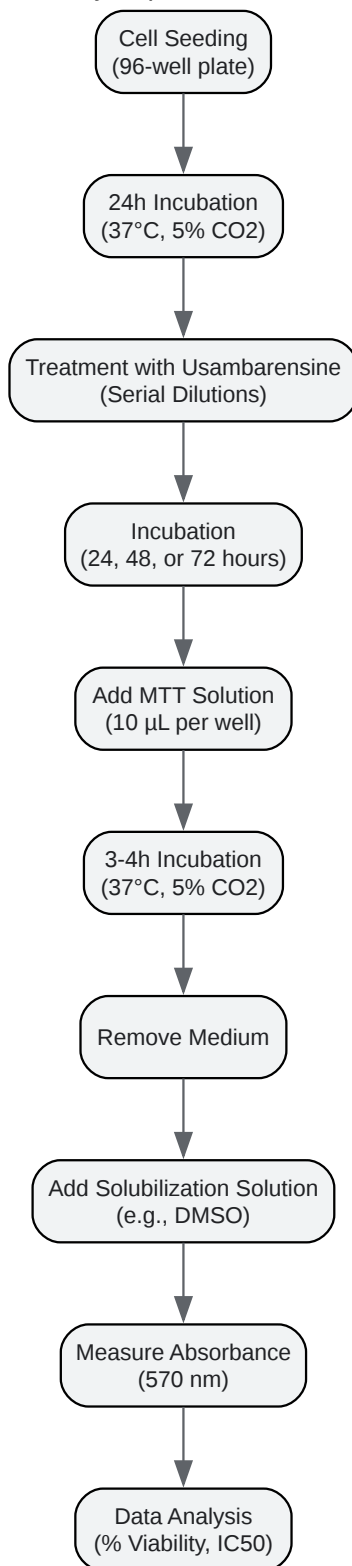 Cell Seeding
(96-well plate)
24h Incubation
(37°C, 5% CO2)
Treatment with Usambarensine
(Serial Dilutions)
Incubation
(24, 48, or 72 hours)
Add MTT Solution
(10 µL per well)
3-4h Incubation
(37°C, 5% CO2)
Remove Medium
Add Solubilization Solution
(e.g., DMSO)
Measure Absorbance
(570 nm)
Data Analysis
(% Viability, IC50)